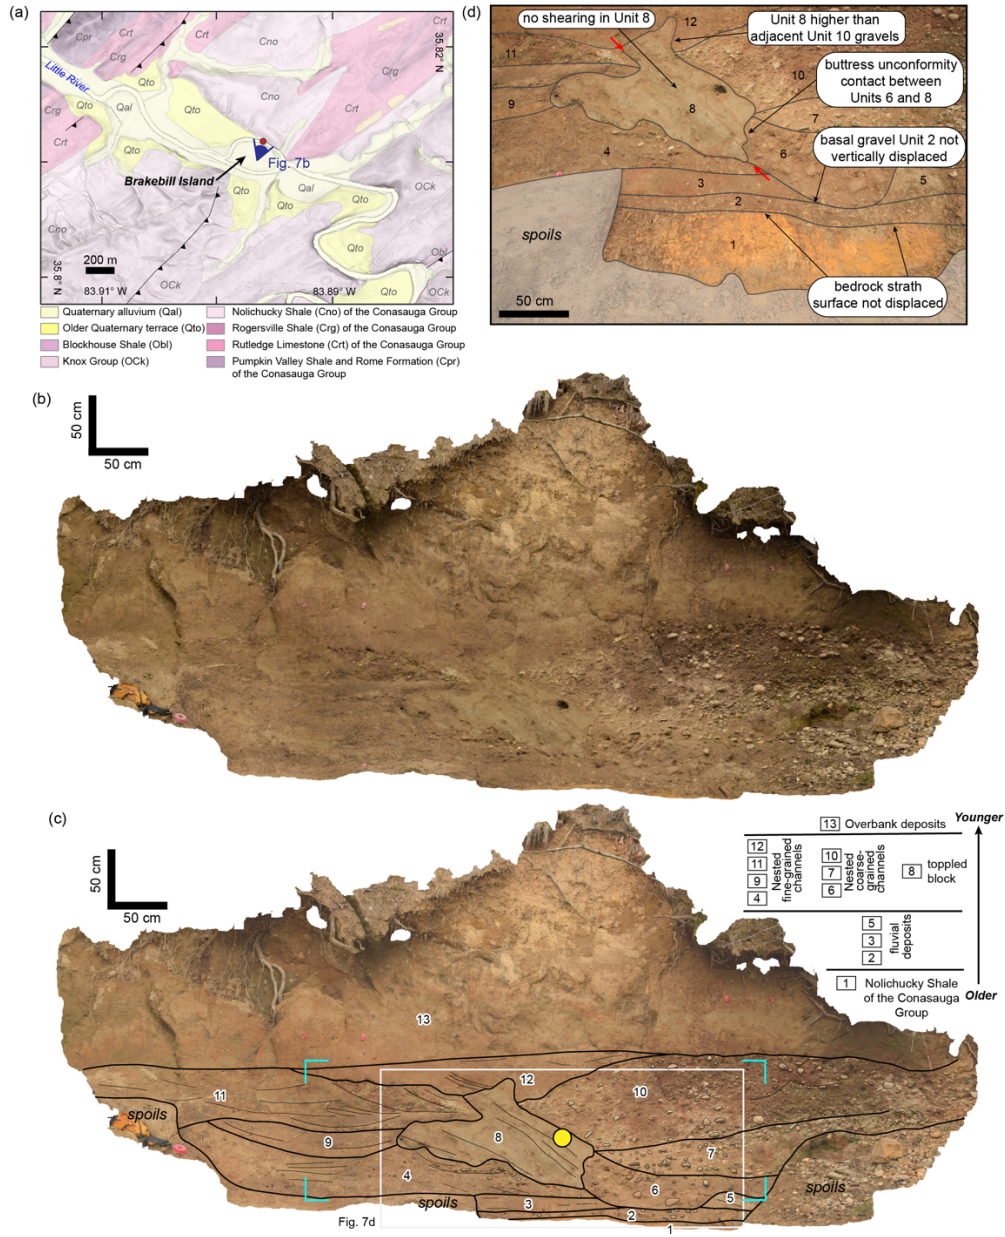 (a)
Cpr
Crt
Crt
Cno
Crt
Crg
35.82° N
Little River
Qto
Qal
Qto
Cno
Crt
Crg
Crt
Qto
Fig. 7b
Brakebill Island
Qto
Qal
OCk
Qto
Cno
Qto
Qto
Obl
200 m
OCk
OCk
35.8° N
83.91° W
83.89° W
Quaternary alluvium (Qal)
Older Quaternary terrace (Qto)
Blockhouse Shale (Obl)
Knox Group (OCk)
Nolichucky Shale (Cno) of the Conasauga Group
Rogersville Shale (Crg) of the Conasauga Group
Rutledge Limestone (Crt) of the Conasauga Group
Pumpkin Valley Shale and Rome Formation (Cpr)
of the Conasauga Group
(d)
no shearing in Unit 8
12
Unit 8 higher than
adjacent Unit 10 gravels
11
10
buttress unconformity
contact between
Units 6 and 8
9
8
7
4
6
basal gravel Unit 2 not
vertically displaced
3
5
2
spoils
1
bedrock strath
surface not displaced
50 cm
(b)
50 cm
50 cm
(c)
50 cm
50 cm
13 Overbank deposits
Younger
12
11
9
4
Nested
fine-grained
channels
10
7
6
Nested
coarse-
grained
channels
8 toppled
block
5
3
2
fluvial
deposits
1 Nolichucky Shale
of the Conasauga
Group
Older
13
12
11
10
spoils
9
8
7
4
6
5
spoils
spoils
3
2
Fig. 7d
1